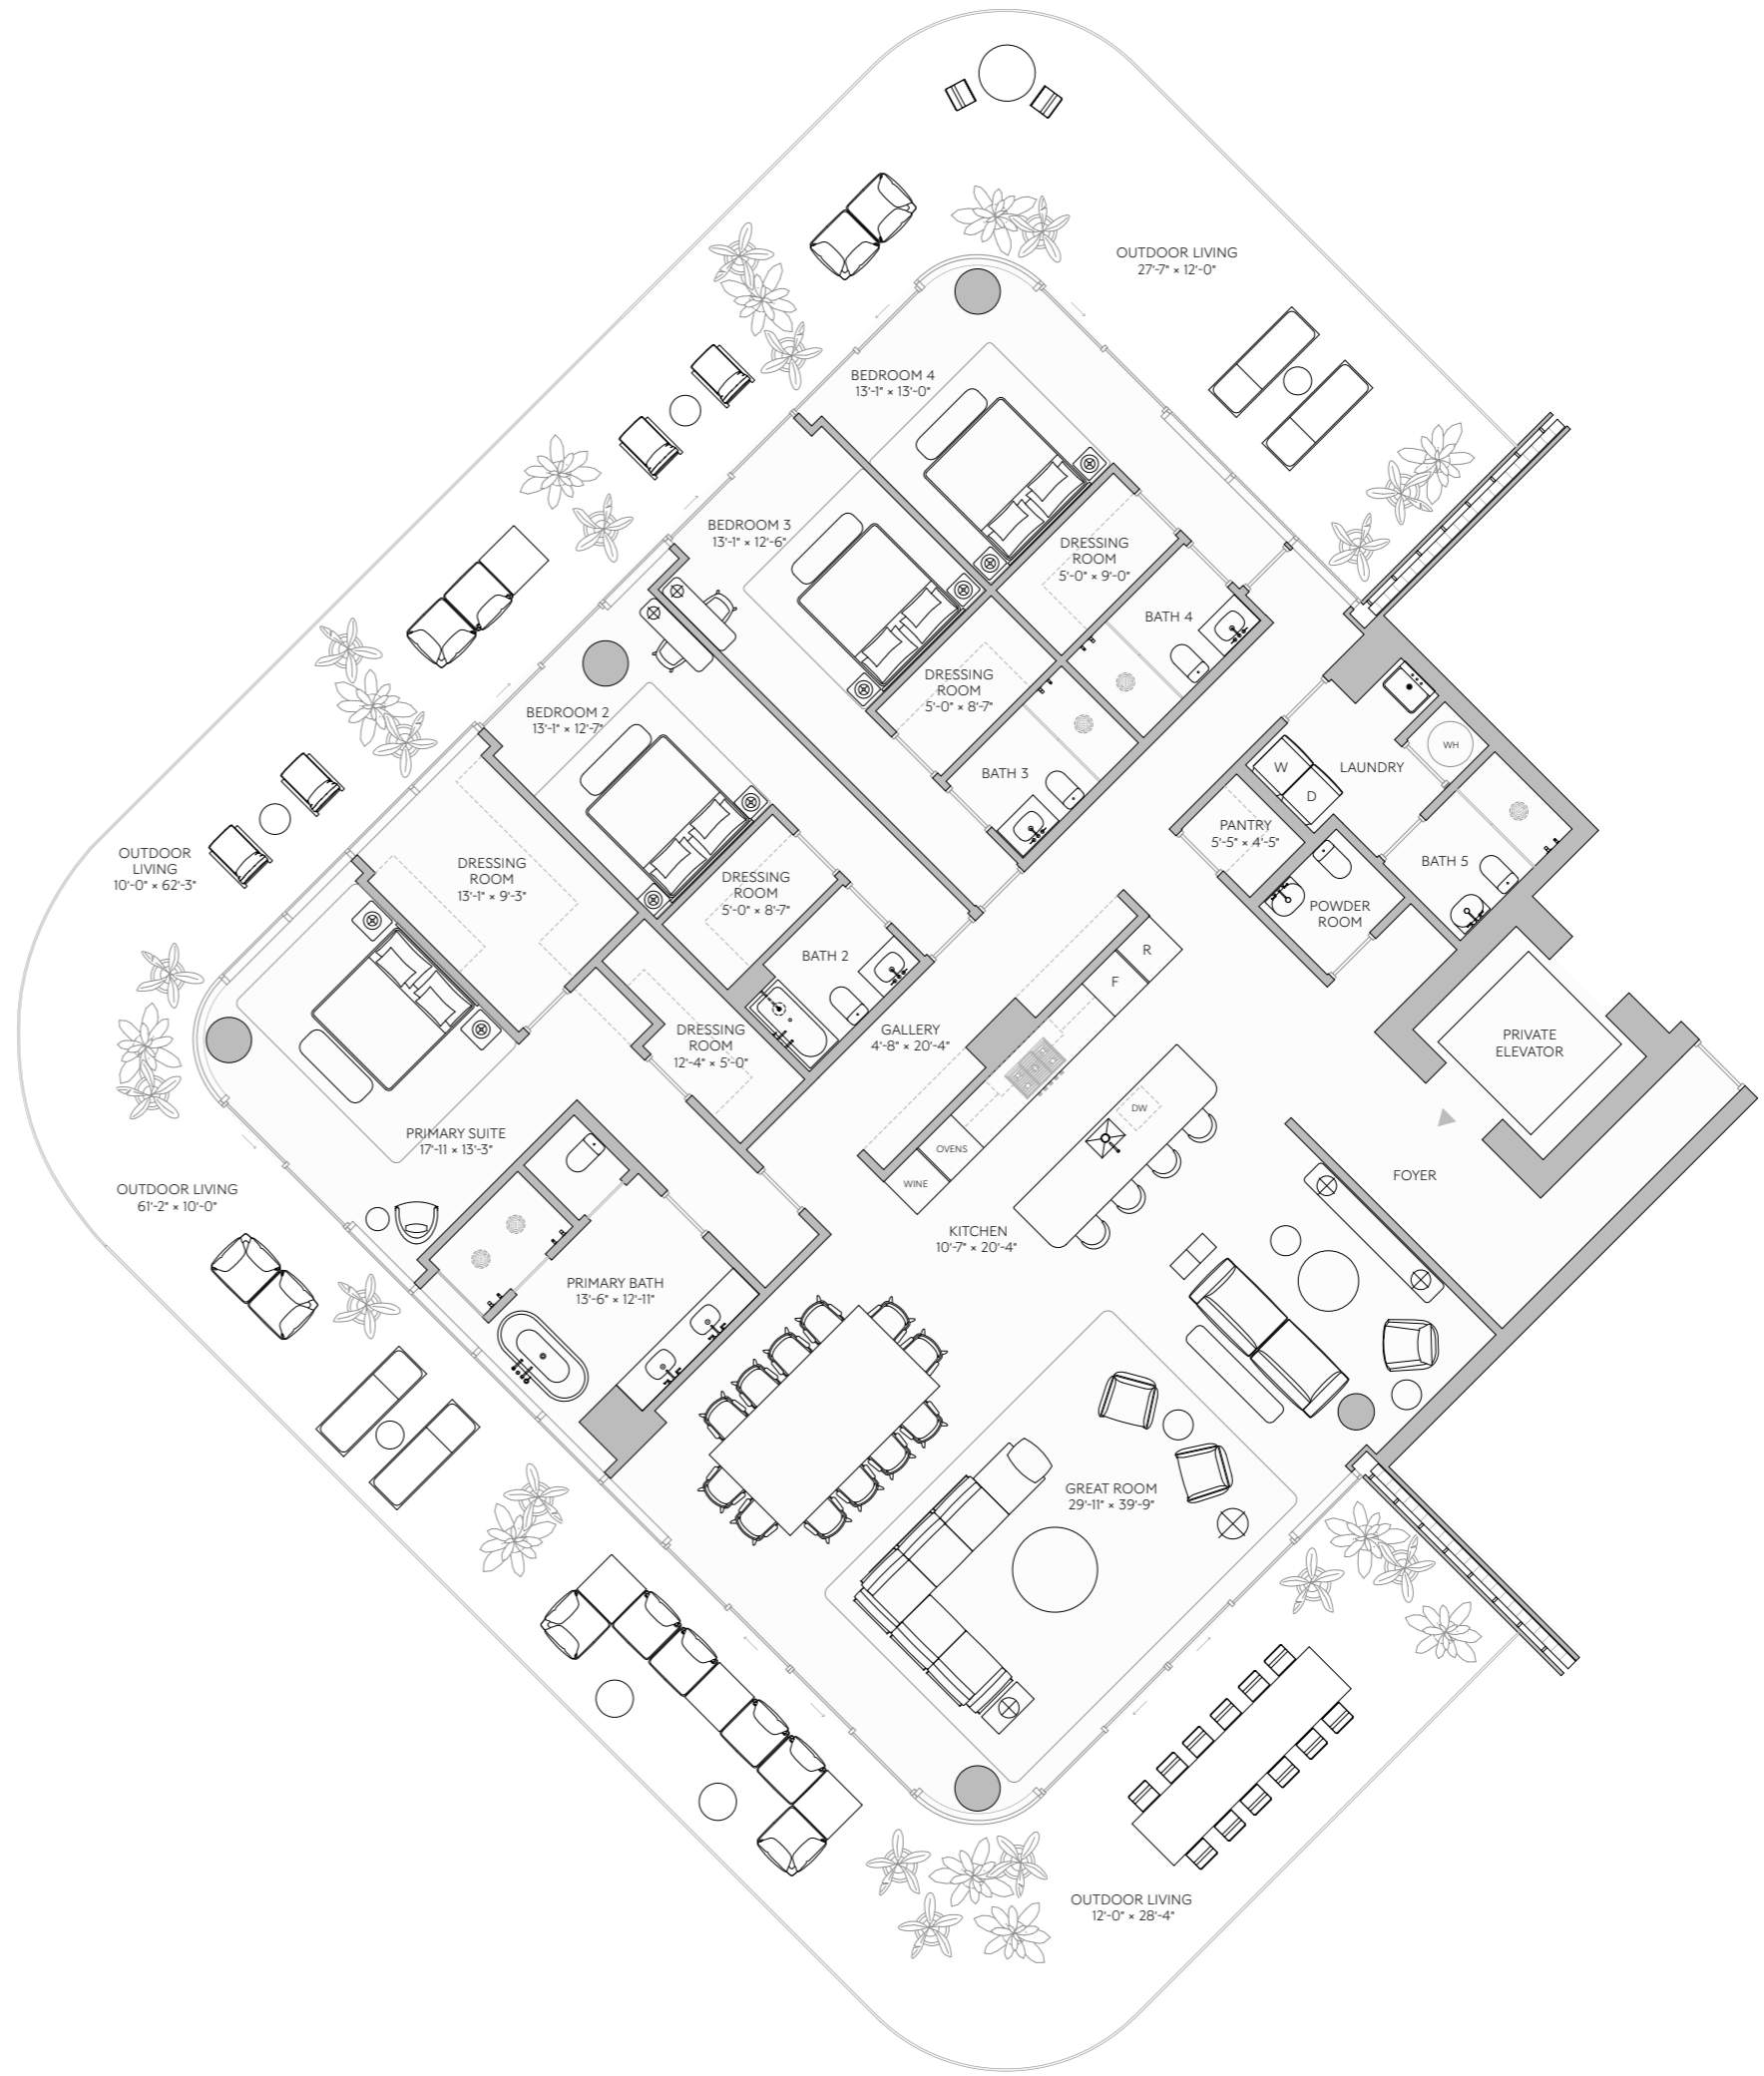 OUTDOOR LIVING
27'-7" × 12'-0"
BEDROOM 4
13'-1" × 13'-0"
BEDROOM 3
13'-1" × 12'-6"
DRESSING
ROOM
5'-0" × 9'-0"
BATH 4
DRESSING
ROOM
5'-0" × 8'-7"
BEDROOM 2
13'-1" × 12'-7"
BATH 3
WH
LAUNDRY
W
D
PANTRY
5'-5" × 4'-5"
BATH 5
OUTDOOR
LIVING
10'-0" × 62'-3"
DRESSING
ROOM
13'-1" × 9'-3"
DRESSING
ROOM
5'-0" × 8'-7"
POWDER
ROOM
BATH 2
R
F
DRESSING
ROOM
12'-4" × 5'-0"
GALLERY
4'-8" × 20'-4"
PRIVATE
ELEVATOR
DW
PRIMARY SUITE
17'-11 × 13'-3"
OVENS
WINE
FOYER
OUTDOOR LIVING
61'-2" × 10'-0"
KITCHEN
10'-7" × 20'-4"
PRIMARY BATH
13'-6" × 12'-11"
GREAT ROOM
29'-11" × 39'-9"
OUTDOOR LIVING
12'-0" × 28'-4"